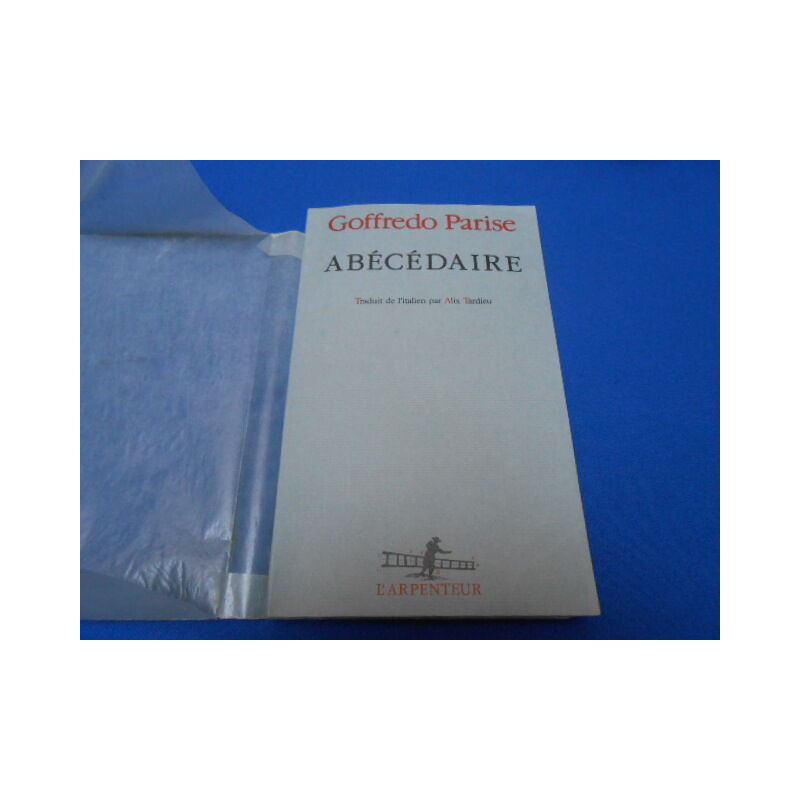 Goffredo Parise
ABÉCÉDAIRE
Traduit de l'italien par Alix Tardieu
L'ARPENTEUR